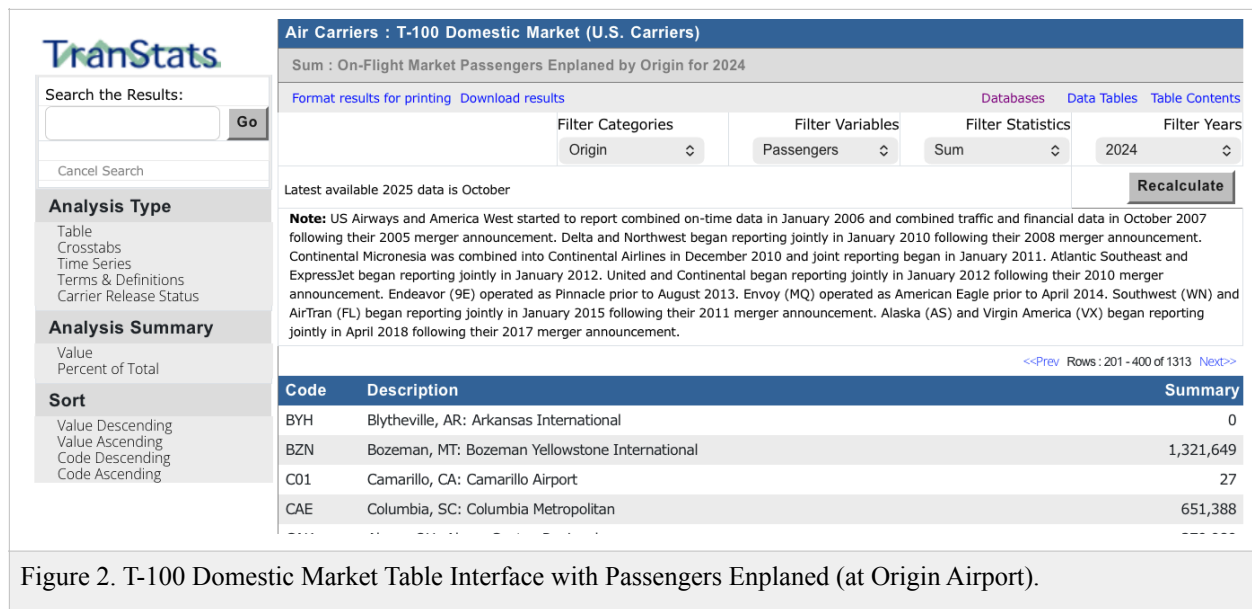 TranStats
Search the Results:
Go
Cancel Search
Analysis Type
Table
Crosstabs
Time Series
Terms & Definitions
Carrier Release Status
Analysis Summary
Value
Percent of Total
Sort
Value Descending
Value Ascending
Code Descending
Code Ascending
Air Carriers : T-100 Domestic Market (U.S. Carriers)
Sum : On-Flight Market Passengers Enplaned by Origin for 2024
Format results for printing Download results Databases Data Tables Table Contents
Filter Categories Filter Variables Filter Statistics Filter Years
Origin Passengers Sum 2024
Latest available 2025 data is October Recalculate
Note: US Airways and America West started to report combined on-time data in January 2006 and combined traffic and financial data in October 2007
following their 2005 merger announcement. Delta and Northwest began reporting jointly in January 2010 following their 2008 merger announcement.
Continental Micronesia was combined into Continental Airlines in December 2010 and joint reporting began in January 2011. Atlantic Southeast and
ExpressJet began reporting jointly in January 2012. United and Continental began reporting jointly in January 2012 following their 2010 merger
announcement. Endeavor (9E) operated as Pinnacle prior to August 2013. Envoy (MQ) operated as American Eagle prior to April 2014. Southwest (WN) and
AirTran (FL) began reporting jointly in January 2015 following their 2011 merger announcement. Alaska (AS) and Virgin America (VX) began reporting
jointly in April 2018 following their 2017 merger announcement.
<<Prev Rows : 201 - 400 of 1313 Next>>
Code Description Summary
BYH Blytheville, AR: Arkansas International 0
BZN Bozeman, MT: Bozeman Yellowstone International 1,321,649
C01 Camarillo, CA: Camarillo Airport 27
CAE Columbia, SC: Columbia Metropolitan 651,388
Figure 2. T-100 Domestic Market Table Interface with Passengers Enplaned (at Origin Airport).